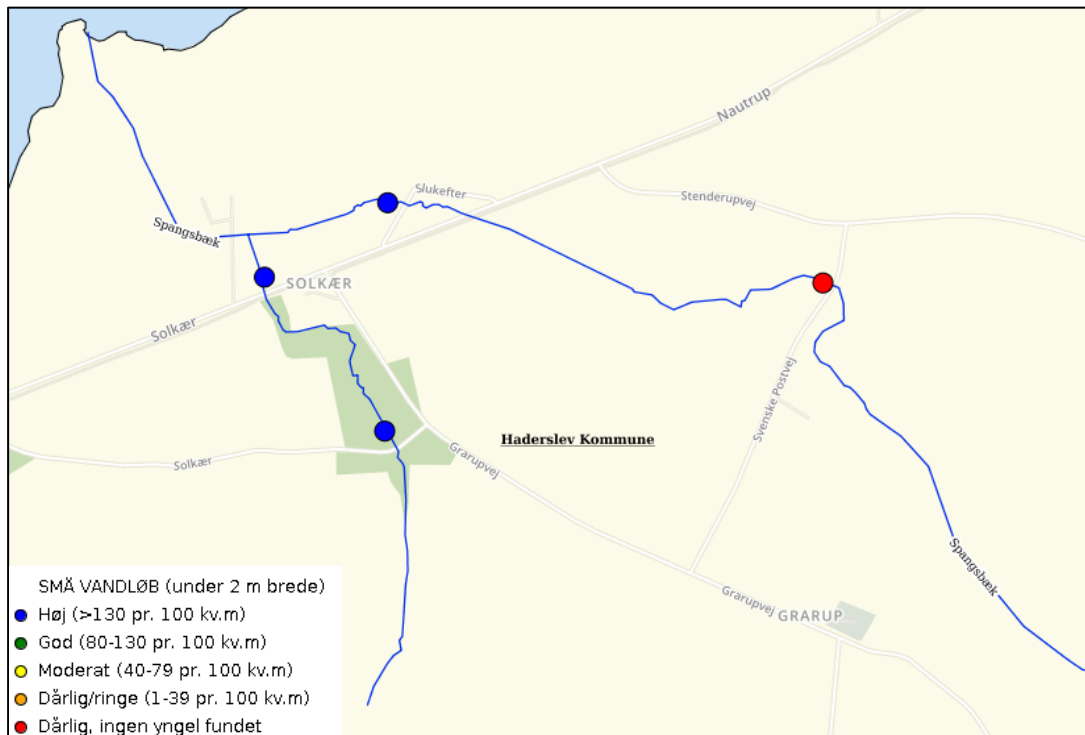 Nautrup
Slukefter
Stenderupvej
Spangsbæk
SOLKÆR
Solkær
Svenske Postvej
Haderslev Kommune
Grarupvej
Solkær
Spangsbæk
Grarupvej
GRARUP
SMÅ VANDLØB (under 2 m brede)
Høj (>130 pr. 100 kv.m)
God (80-130 pr. 100 kv.m)
Moderat (40-79 pr. 100 kv.m)
Dårlig/ringe (1-39 pr. 100 kv.m)
Dårlig, ingen yngel fundet